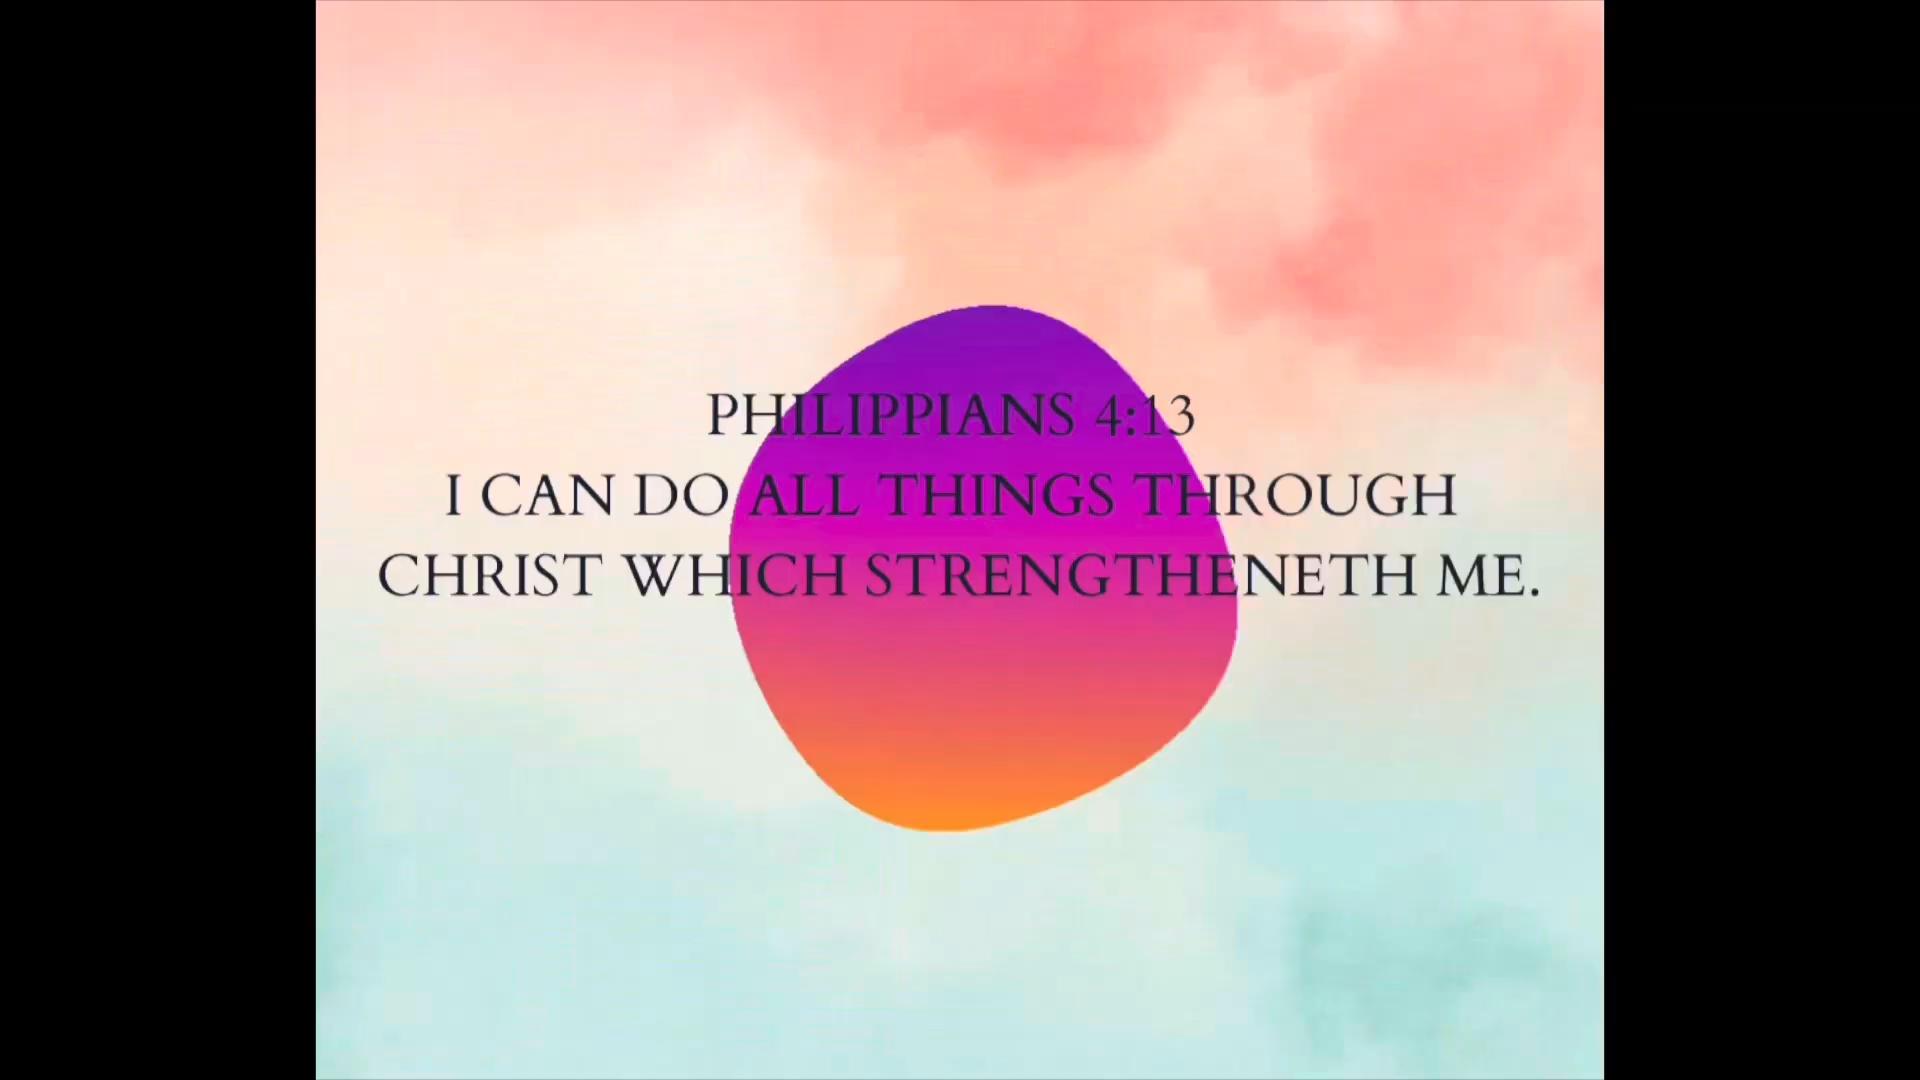 PHILIPPIANS 4:13
I CAN DO ALL THINGS THROUGH
CHRIST WHICH STRENGTHENETH ME.